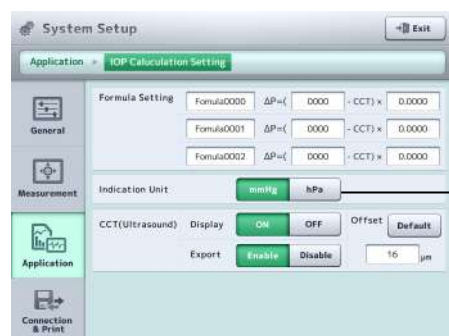 System Setup
Exit
Application
IOP Caluculation Setting
General
Measurement
Application
Connection & Print
Formula Setting
Fomula0000 ΔP=( 0000 - CCT) × 0.0000
Fomula0001 ΔP=( 0000 - CCT) × 0.0000
Fomula0002 ΔP=( 0000 - CCT) × 0.0000
Indication Unit mmHg hPa
CCT(Ultrasound) Display ON OFF Offset Default
Export Enable Disable 16 μm